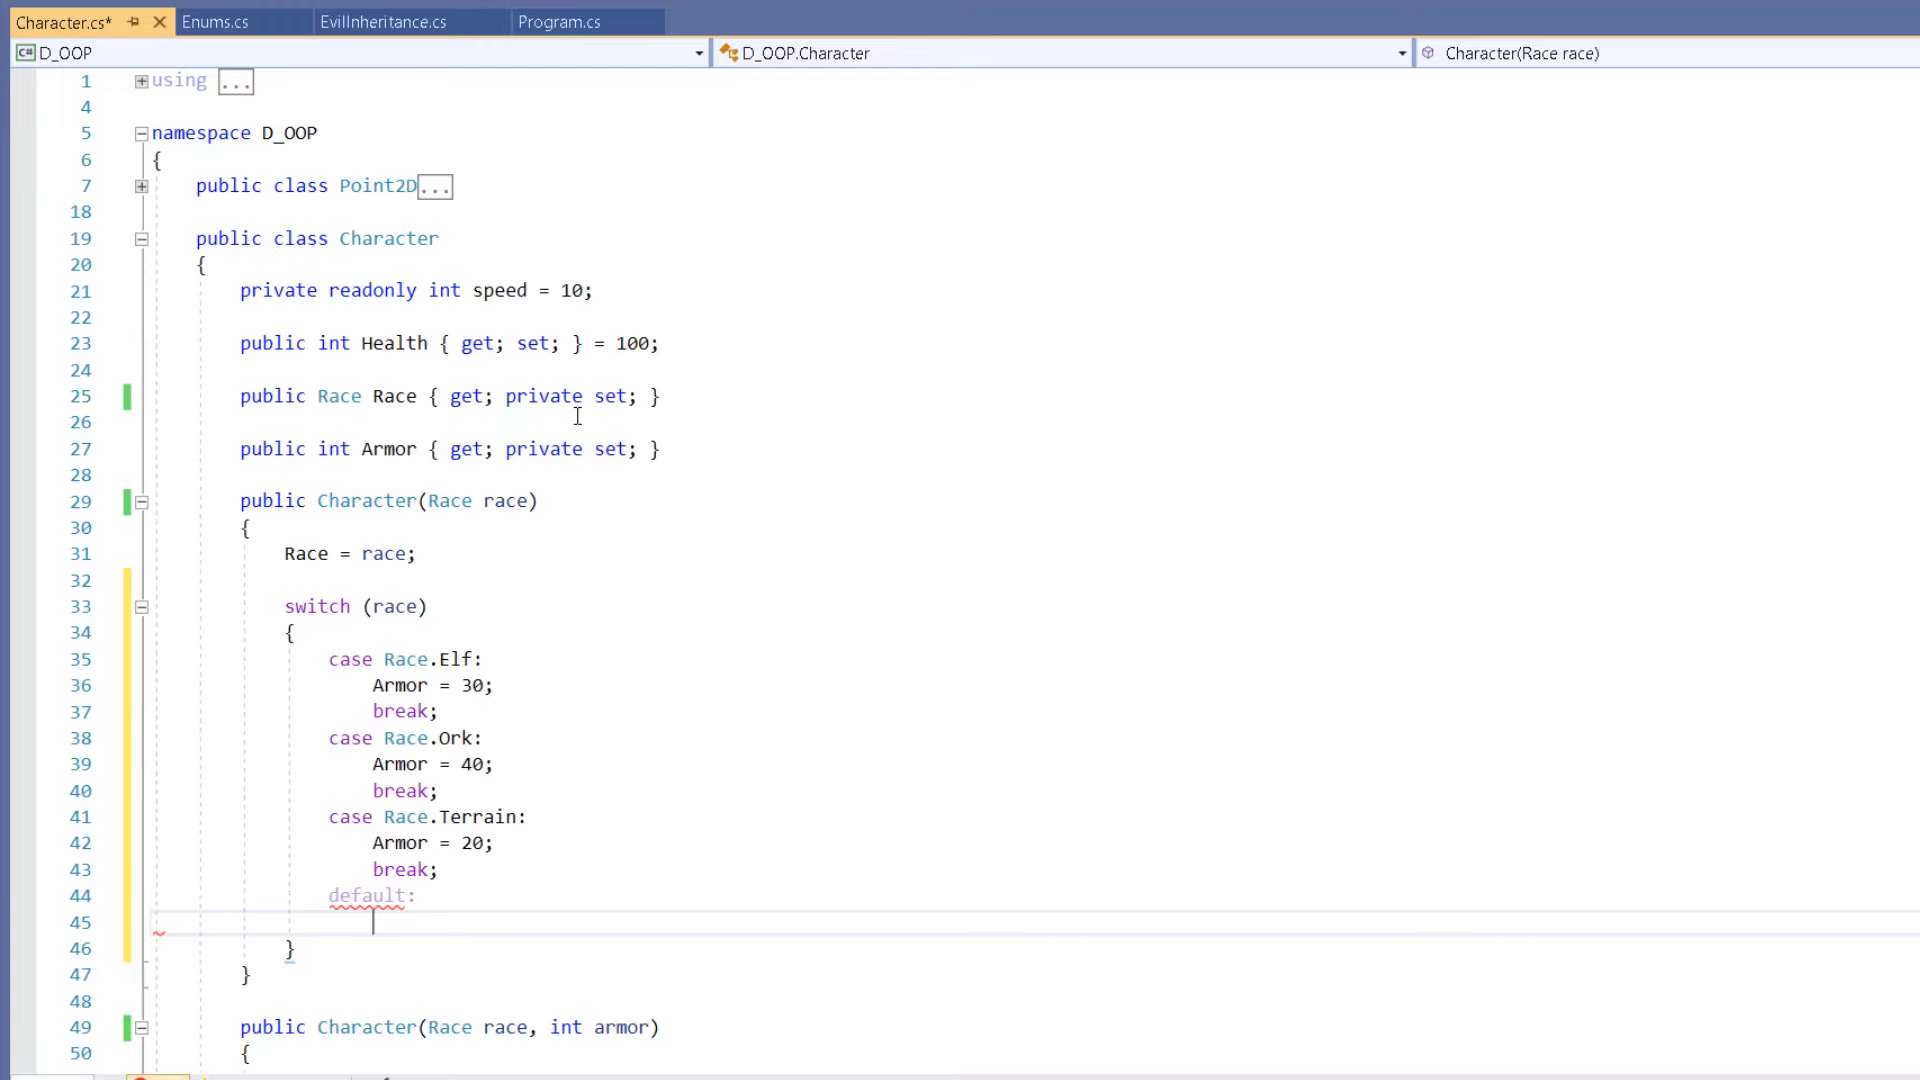 Character.cs* Enums.cs EvilInheritance.cs Program.cs
C# D_OOP D_OOP.Character Character(Race race)
1 using ...
4
5 namespace D_OOP
6 {
7 public class Point2D...
18
19 public class Character
20 {
21 private readonly int speed = 10;
22
23 public int Health { get; set; } = 100;
24
25 public Race Race { get; private set; }
26
27 public int Armor { get; private set; }
28
29 public Character(Race race)
30 {
31 Race = race;
32
33 switch (race)
34 {
35 case Race.Elf:
36 Armor = 30;
37 break;
38 case Race.Ork:
39 Armor = 40;
40 break;
41 case Race.Terrain:
42 Armor = 20;
43 break;
44 default:
45
46 }
47 }
48
49 public Character(Race race, int armor)
50 {